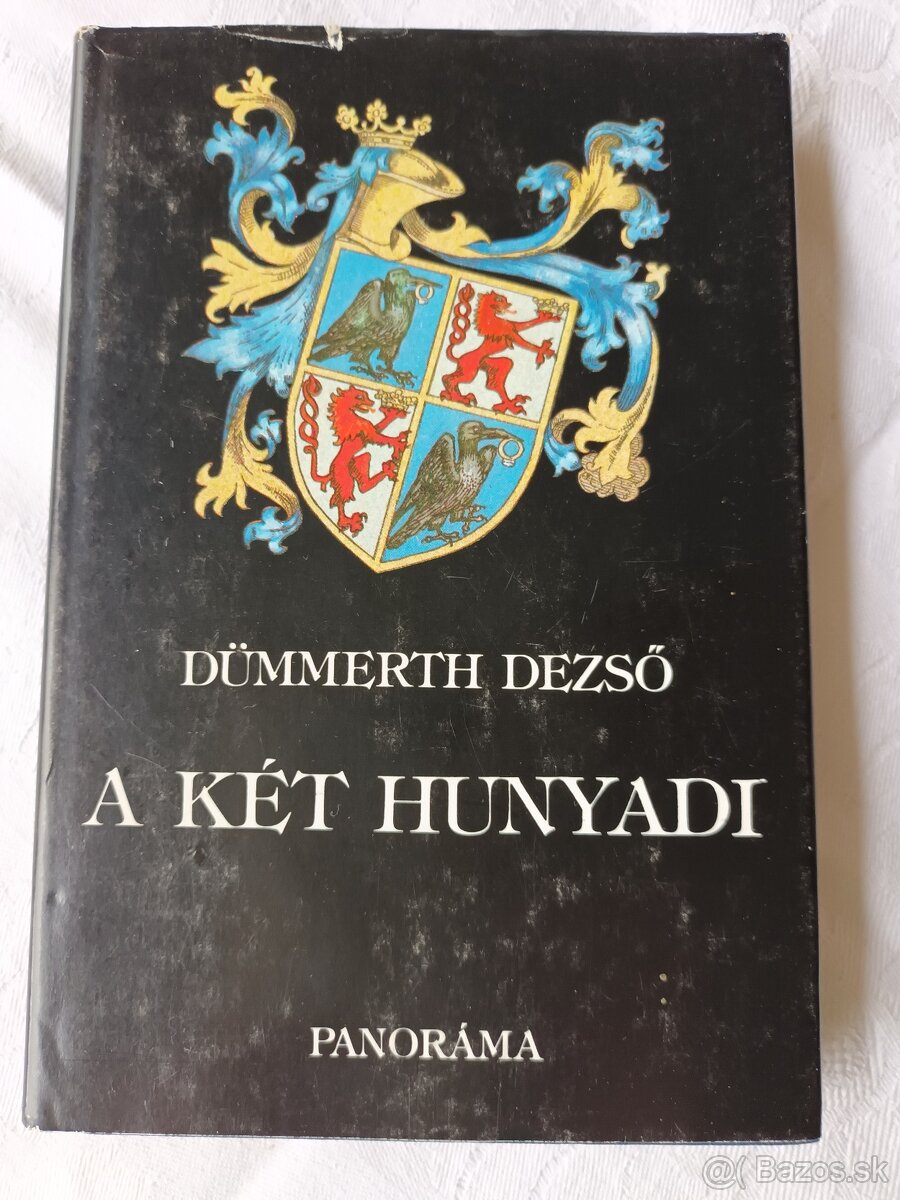 DÜMMERTH DEZSŐ
A KÉT HUNYADI
PANORÁMA
@( Bazos.sk